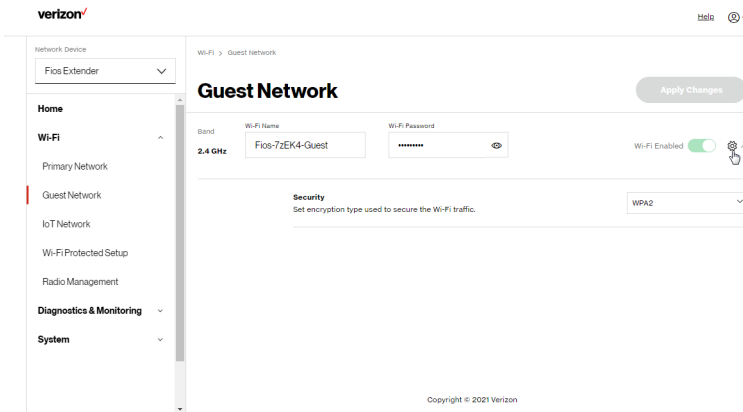 verizon✓
Help
Network Device
Fios Extender
Home
Wi-Fi
Primary Network
Guest Network
IoT Network
Wi-Fi Protected Setup
Radio Management
Diagnostics & Monitoring
System
Wi-Fi > Guest Network
Guest Network
Apply Changes
Band
2.4 GHz
Wi-Fi Name
Fios-7zEK4-Guest
Wi-Fi Password
•••••••••
Wi-Fi Enabled
Security
Set encryption type used to secure the Wi-Fi traffic.
WPA2
Copyright © 2021 Verizon